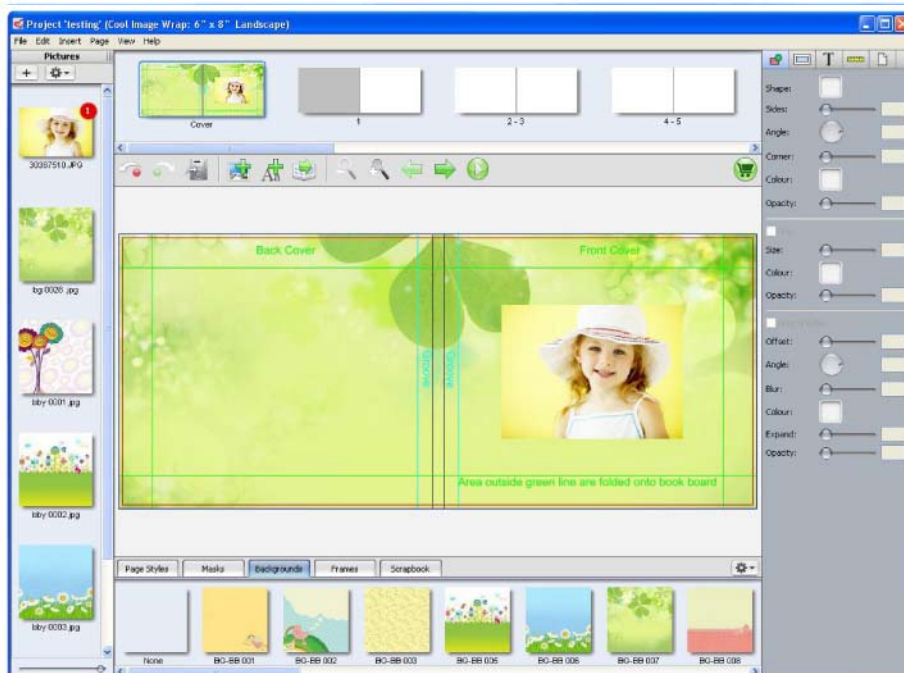 Project 'testing' (Cool Image Wrap: 6" x 8" Landscape)
File Edit Insert Page View Help
Pictures
1
30387510.JPG
bg 0026 .jpg
bby 0001 .jpg
bby 0002.jpg
bby 0003.jpg
Cover
1
2 - 3
4 - 5
Back Cover
Front Cover
Groove
Groove
Area outside green line are folded onto book board
Page Styles
Masks
Backgrounds
Frames
Scrapbook
None
BG-BB 001
BG-BB 002
BG-BB 003
BG-BB 005
BG-BB 006
BG-BB 007
BG-BB 008
T
Shape:
Sides:
Angle:
Corner:
Colour:
Opacity:
Size:
Colour:
Opacity:
Offset:
Angle:
Blur:
Colour:
Expand:
Opacity: